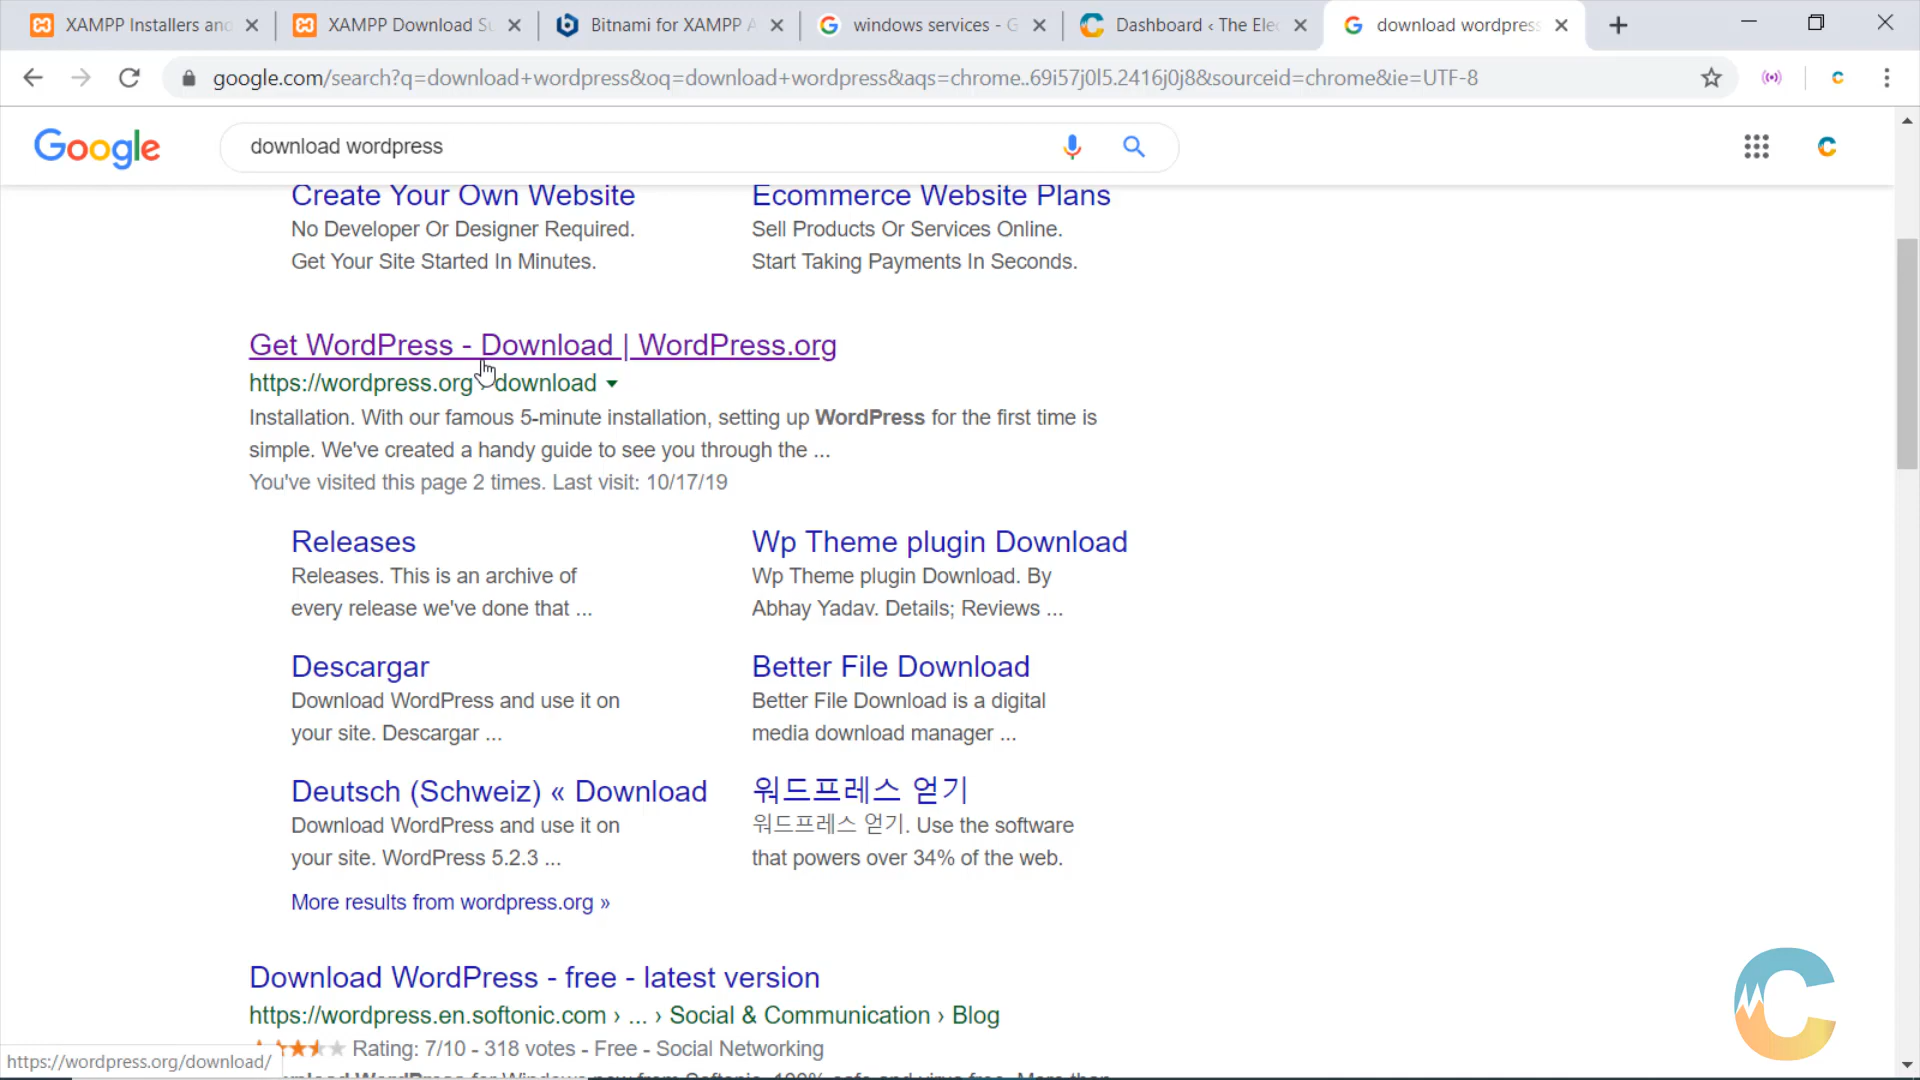 XAMPP Installers and
XAMPP Download Su
Bitnami for XAMPP A
windows services - G
Dashboard ‹ The Elec
download wordpress
google.com/search?q=download+wordpress&oq=download+wordpress&aqs=chrome..69i57j0l5.2416j0j8&sourceid=chrome&ie=UTF-8
Google
download wordpress
Create Your Own Website
No Developer Or Designer Required.
Get Your Site Started In Minutes.
Ecommerce Website Plans
Sell Products Or Services Online.
Start Taking Payments In Seconds.
Get WordPress - Download | WordPress.org
https://wordpress.org › download
Installation. With our famous 5-minute installation, setting up WordPress for the first time is
simple. We've created a handy guide to see you through the ...
You've visited this page 2 times. Last visit: 10/17/19
Releases
Releases. This is an archive of
every release we've done that ...
Wp Theme plugin Download
Wp Theme plugin Download. By
Abhay Yadav. Details; Reviews ...
Descargar
Download WordPress and use it on
your site. Descargar ...
Better File Download
Better File Download is a digital
media download manager ...
Deutsch (Schweiz) « Download
Download WordPress and use it on
your site. WordPress 5.2.3 ...
워드프레스 얻기
워드프레스 얻기. Use the software
that powers over 34% of the web.
More results from wordpress.org »
Download WordPress - free - latest version
https://wordpress.en.softonic.com › ... › Social & Communication › Blog
Rating: 7/10 - 318 votes - Free - Social Networking
https://wordpress.org/download/